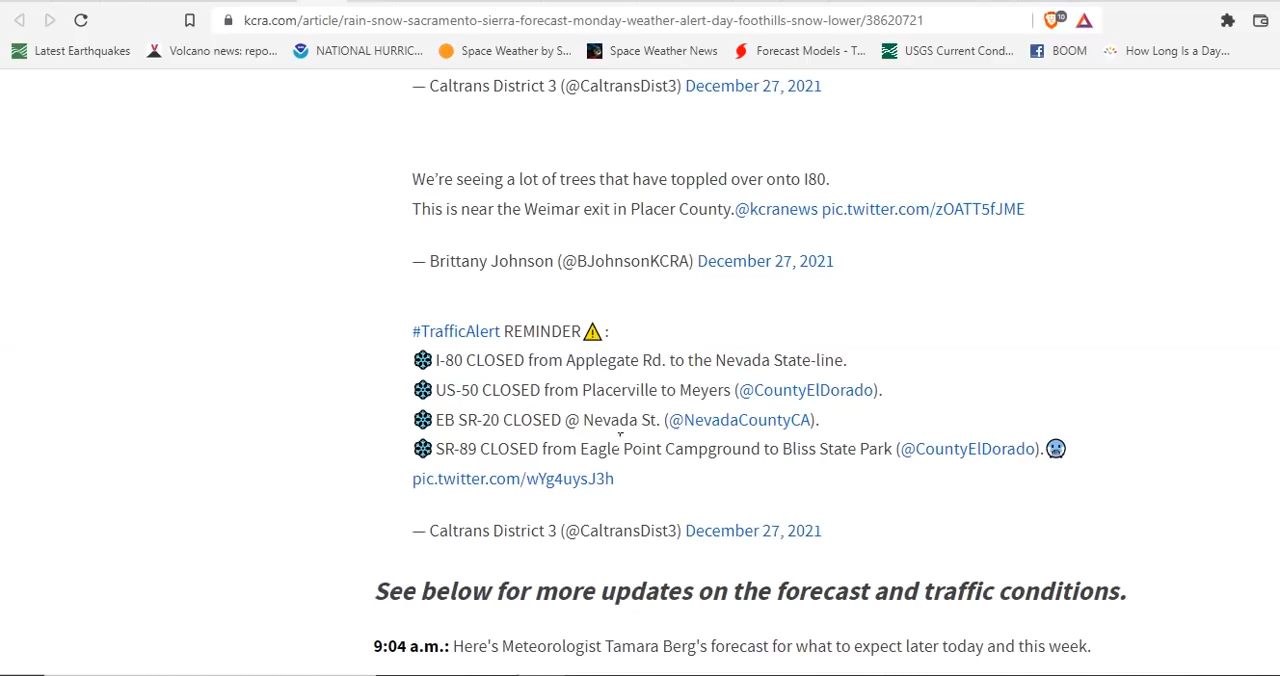 kcra.com/article/rain-snow-sacramento-sierra-forecast-monday-weather-alert-day-foothills-snow-lower/38620721
10
Latest Earthquakes Volcano news: repo... NATIONAL HURRIC... Space Weather by S... Space Weather News Forecast Models - T... USGS Current Cond... BOOM How Long Is a Day...
— Caltrans District 3 (@CaltransDist3) December 27, 2021
We're seeing a lot of trees that have toppled over onto I80.
This is near the Weimar exit in Placer County.@kcranews pic.twitter.com/zOATT5fJME
— Brittany Johnson (@BJohnsonKCRA) December 27, 2021
#TrafficAlert REMINDER⚠️:
I-80 CLOSED from Applegate Rd. to the Nevada State-line.
US-50 CLOSED from Placerville to Meyers (@CountyElDorado).
EB SR-20 CLOSED @ Nevada St. (@NevadaCountyCA).
SR-89 CLOSED from Eagle Point Campground to Bliss State Park (@CountyElDorado).🥶
pic.twitter.com/wYg4uysJ3h
— Caltrans District 3 (@CaltransDist3) December 27, 2021
See below for more updates on the forecast and traffic conditions.
9:04 a.m.: Here's Meteorologist Tamara Berg's forecast for what to expect later today and this week.